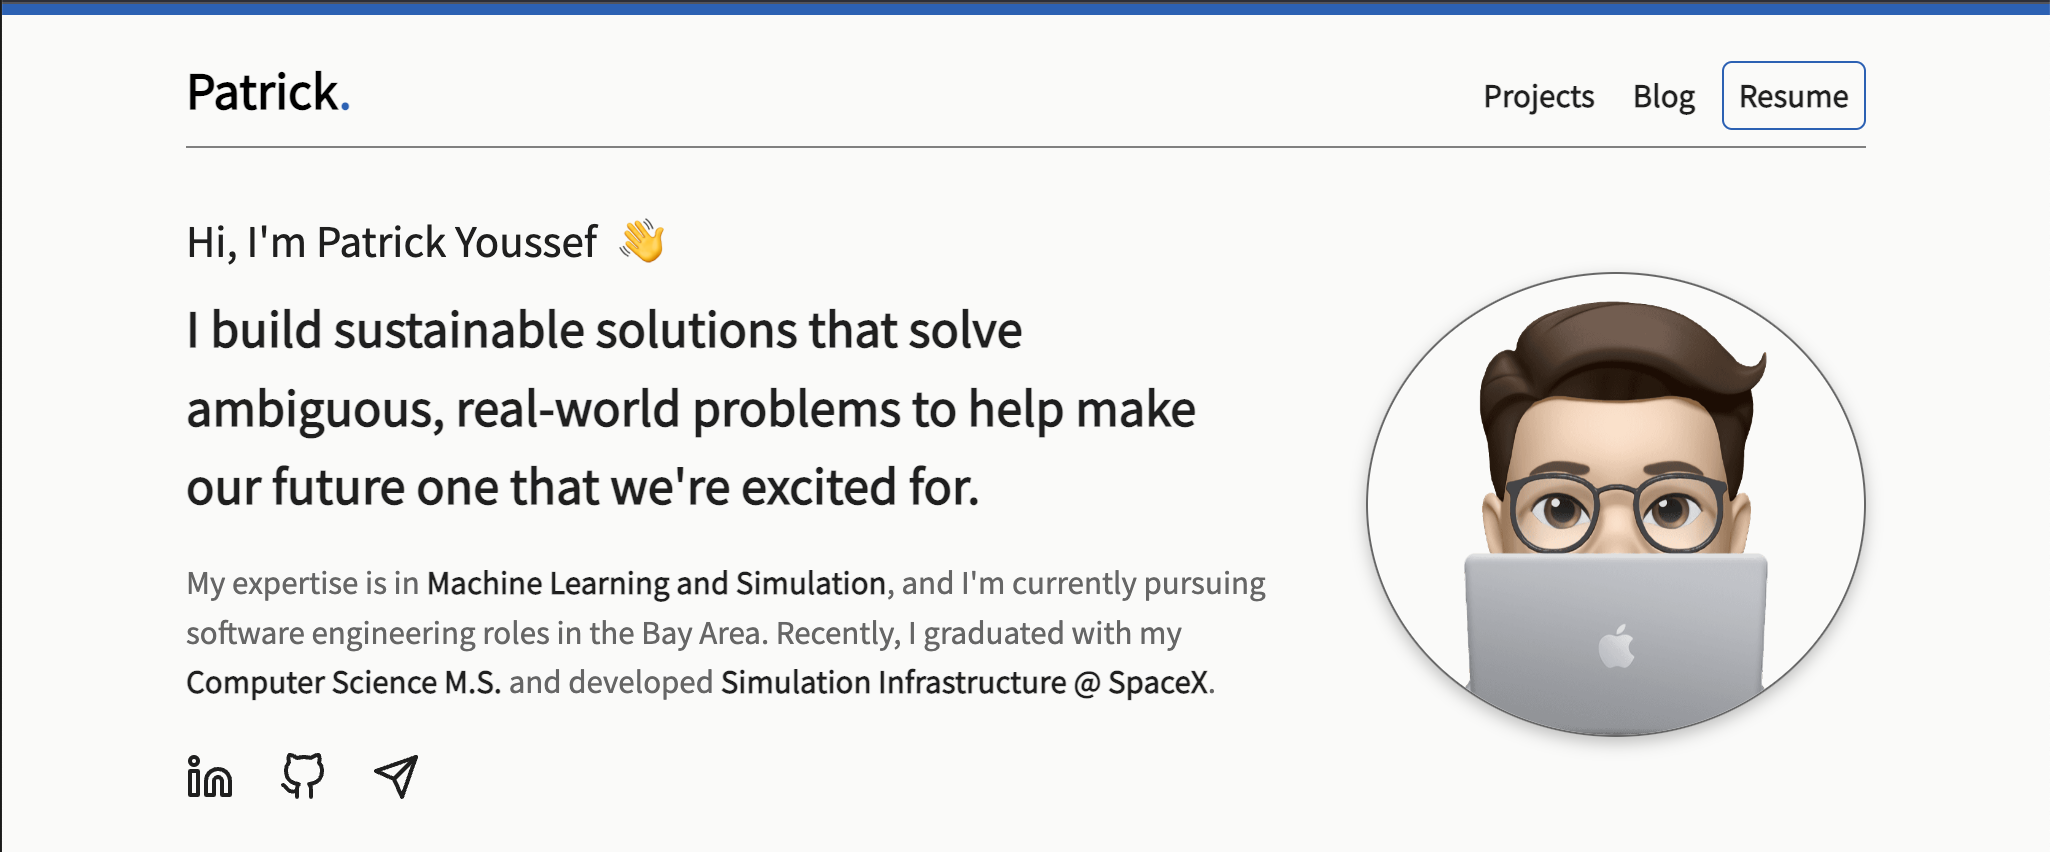 Patrick.
Projects
Blog
Resume
Hi, I'm Patrick Youssef 👋
I build sustainable solutions that solve
ambiguous, real-world problems to help make
our future one that we're excited for.
My expertise is in Machine Learning and Simulation, and I'm currently pursuing
software engineering roles in the Bay Area. Recently, I graduated with my
Computer Science M.S. and developed Simulation Infrastructure @ SpaceX.
in